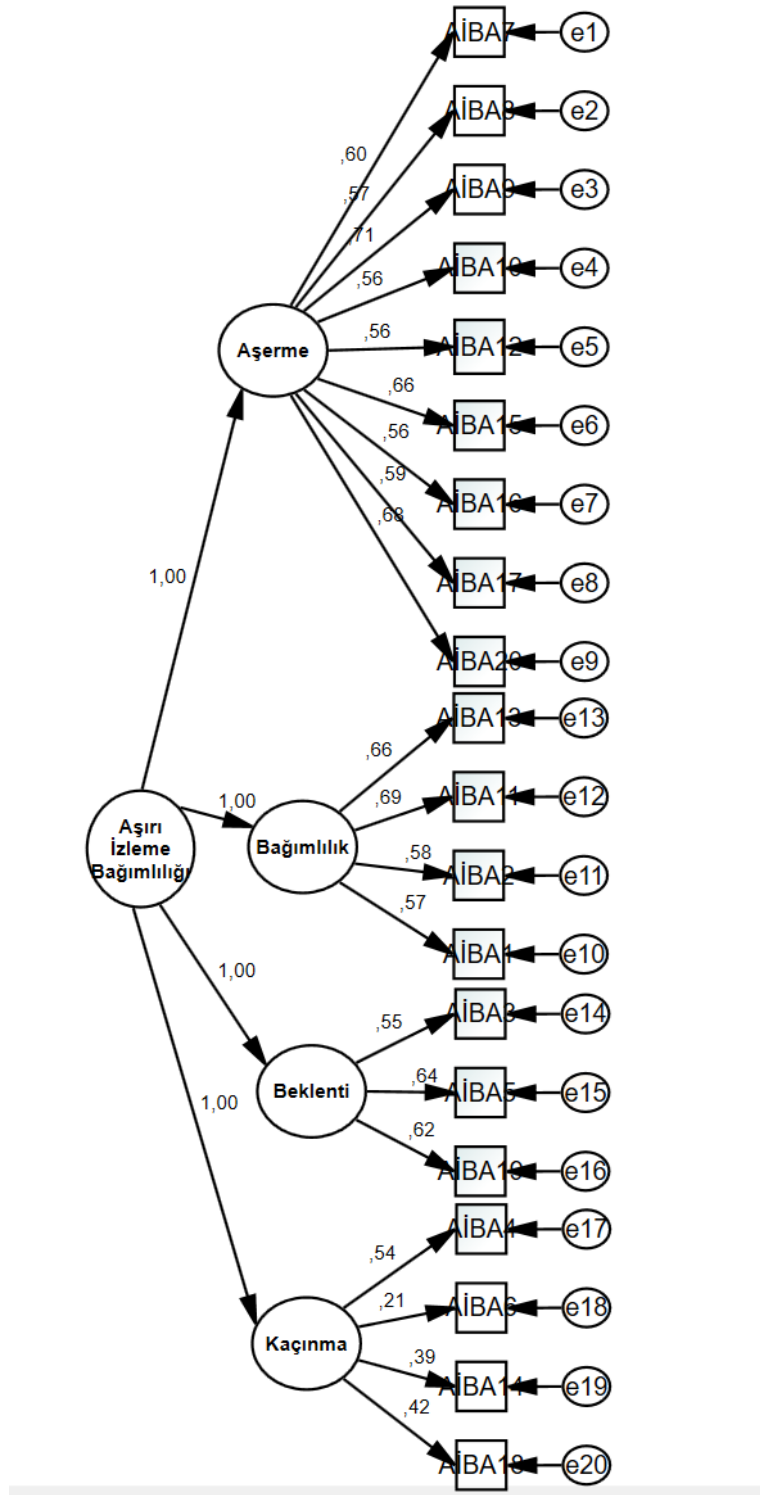 AİBA7
e1
AİBA8
e2
,60
,57
AİBA9
e3
,71
AİBA10
e4
,56
Aşerme
,56
AİBA12
e5
,66
AİBA15
e6
,56
,59
AİBA16
e7
,68
1,00
AİBA17
e8
AİBA20
e9
AİBA13
e13
,66
1,00
,69
AİBA11
e12
Aşırı
İzleme
Bağımlılığı
Bağımlılık
,58
AİBA2
e11
,57
AİBA1
e10
1,00
,55
AİBA3
e14
Beklenti
,64
AİBA5
e15
1,00
,62
AİBA19
e16
AİBA4
e17
,54
,21
AİBA6
e18
Kaçınma
,39
AİBA14
e19
,42
AİBA18
e20